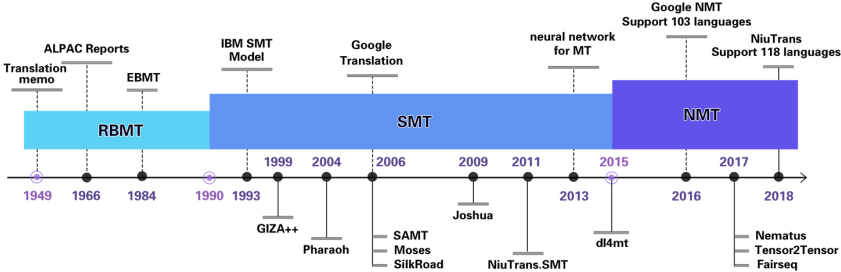 Translation
memo
ALPAC Reports
EBMT
IBM SMT
Model
Google
Translation
neural network
for MT
Google NMT
Support 103 languages
NiuTrans
Support 118 languages
RBMT
SMT
NMT
1949
1966
1984
1990
1993
1999
2004
2006
2009
2011
2013
2015
2016
2017
2018
GIZA++
Pharaoh
SAMT
Moses
SilkRoad
Joshua
NiuTrans.SMT
dl4mt
Nematus
Tensor2Tensor
Fairseq